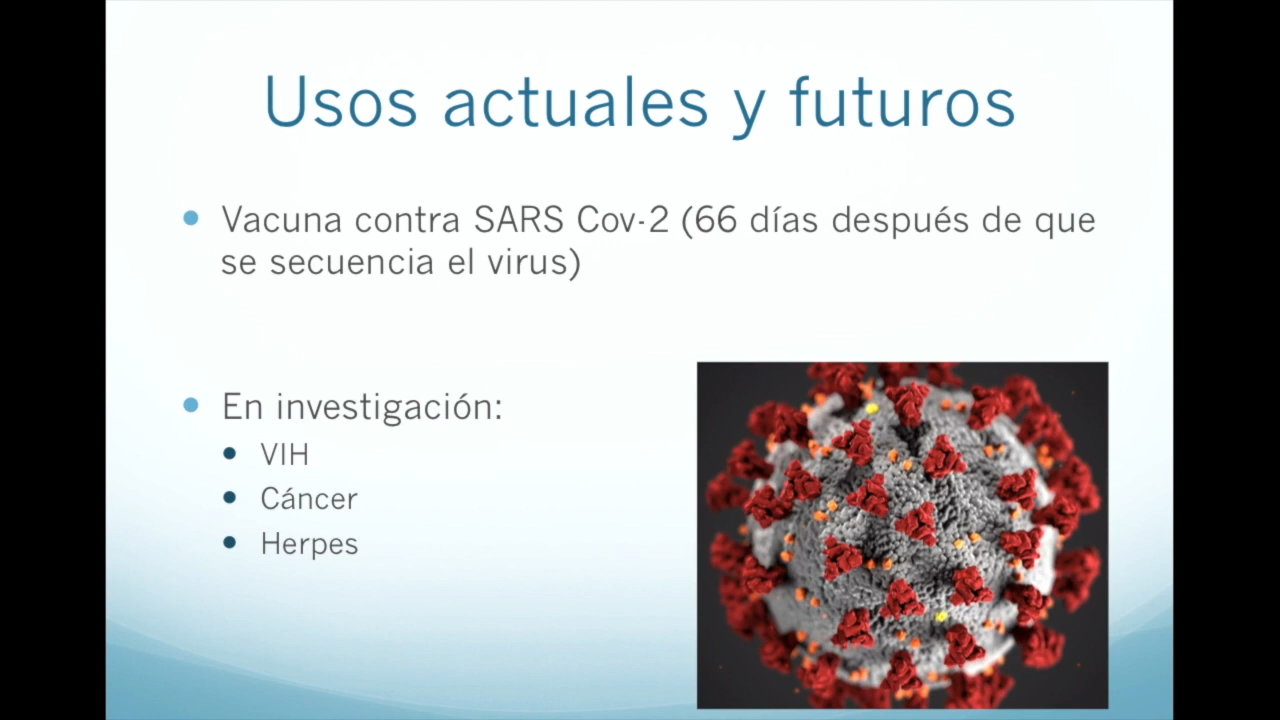 Usos actuales y futuros
Vacuna contra SARS Cov-2 (66 días después de que
se secuencia el virus)
En investigación:
VIH
Cáncer
Herpes